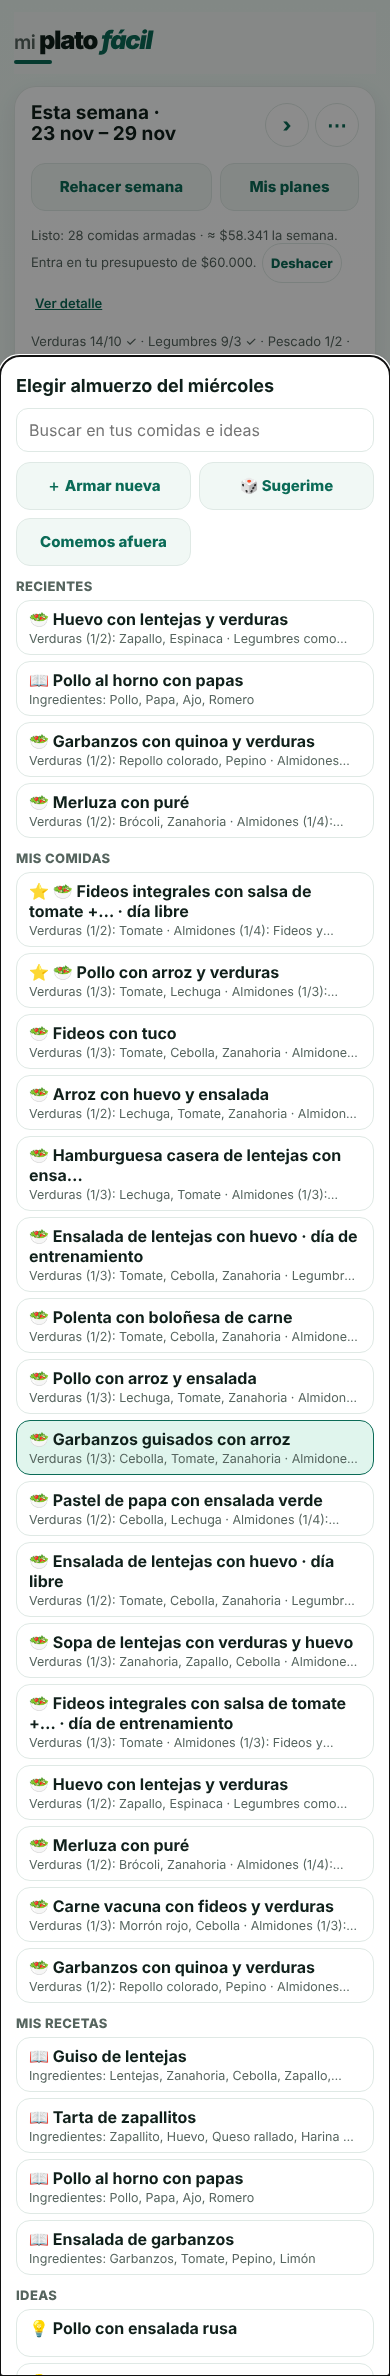 mi plato fácil
Esta semana ·
23 nov – 29 nov
›
⋯
Rehacer semana
Mis planes
Listo: 28 comidas armadas · ≈ $58.341 la semana.
Entra en tu presupuesto de $60.000. Deshacer
Ver detalle
Verduras 14/10 ✓ · Legumbres 9/3 ✓ · Pescado 1/2 ·
Elegir almuerzo del miércoles
Buscar en tus comidas e ideas
+ Armar nueva
🎲 Sugerime
Comemos afuera
RECIENTES
🥗 Huevo con lentejas y verduras
Verduras (1/2): Zapallo, Espinaca · Legumbres como...
📖 Pollo al horno con papas
Ingredientes: Pollo, Papa, Ajo, Romero
🥗 Garbanzos con quinoa y verduras
Verduras (1/2): Repollo colorado, Pepino · Almidones...
🥗 Merluza con puré
Verduras (1/2): Brócoli, Zanahoria · Almidones (1/4):...
MIS COMIDAS
⭐ 🥗 Fideos integrales con salsa de
tomate +... · día libre
Verduras (1/2): Tomate · Almidones (1/4): Fideos y...
⭐ 🥗 Pollo con arroz y verduras
Verduras (1/3): Tomate, Lechuga · Almidones (1/3):...
🥗 Fideos con tuco
Verduras (1/3): Tomate, Cebolla, Zanahoria · Almidone...
🥗 Arroz con huevo y ensalada
Verduras (1/2): Lechuga, Tomate, Zanahoria · Almidon...
🥗 Hamburguesa casera de lentejas con
ensa...
Verduras (1/3): Lechuga, Tomate · Almidones (1/3):...
🥗 Ensalada de lentejas con huevo · día de
entrenamiento
Verduras (1/3): Tomate, Cebolla, Zanahoria · Legumbr...
🥗 Polenta con boloñesa de carne
Verduras (1/2): Tomate, Cebolla, Zanahoria · Almidone...
🥗 Pollo con arroz y ensalada
Verduras (1/3): Lechuga, Tomate, Zanahoria · Almidon...
🥗 Garbanzos guisados con arroz
Verduras (1/3): Cebolla, Tomate, Zanahoria · Almidone...
🥗 Pastel de papa con ensalada verde
Verduras (1/2): Cebolla, Lechuga · Almidones (1/4):...
🥗 Ensalada de lentejas con huevo · día
libre
Verduras (1/2): Tomate, Cebolla, Zanahoria · Legumbr...
🥗 Sopa de lentejas con verduras y huevo
Verduras (1/3): Zanahoria, Zapallo, Cebolla · Almidone...
🥗 Fideos integrales con salsa de tomate
+... · día de entrenamiento
Verduras (1/3): Tomate · Almidones (1/3): Fideos y...
🥗 Huevo con lentejas y verduras
Verduras (1/2): Zapallo, Espinaca · Legumbres como...
🥗 Merluza con puré
Verduras (1/2): Brócoli, Zanahoria · Almidones (1/4):...
🥗 Carne vacuna con fideos y verduras
Verduras (1/3): Morrón rojo, Cebolla · Almidones (1/3):...
🥗 Garbanzos con quinoa y verduras
Verduras (1/2): Repollo colorado, Pepino · Almidones...
MIS RECETAS
📖 Guiso de lentejas
Ingredientes: Lentejas, Zanahoria, Cebolla, Zapallo,...
📖 Tarta de zapallitos
Ingredientes: Zapallito, Huevo, Queso rallado, Harina ...
📖 Pollo al horno con papas
Ingredientes: Pollo, Papa, Ajo, Romero
📖 Ensalada de garbanzos
Ingredientes: Garbanzos, Tomate, Pepino, Limón
IDEAS
💡 Pollo con ensalada rusa